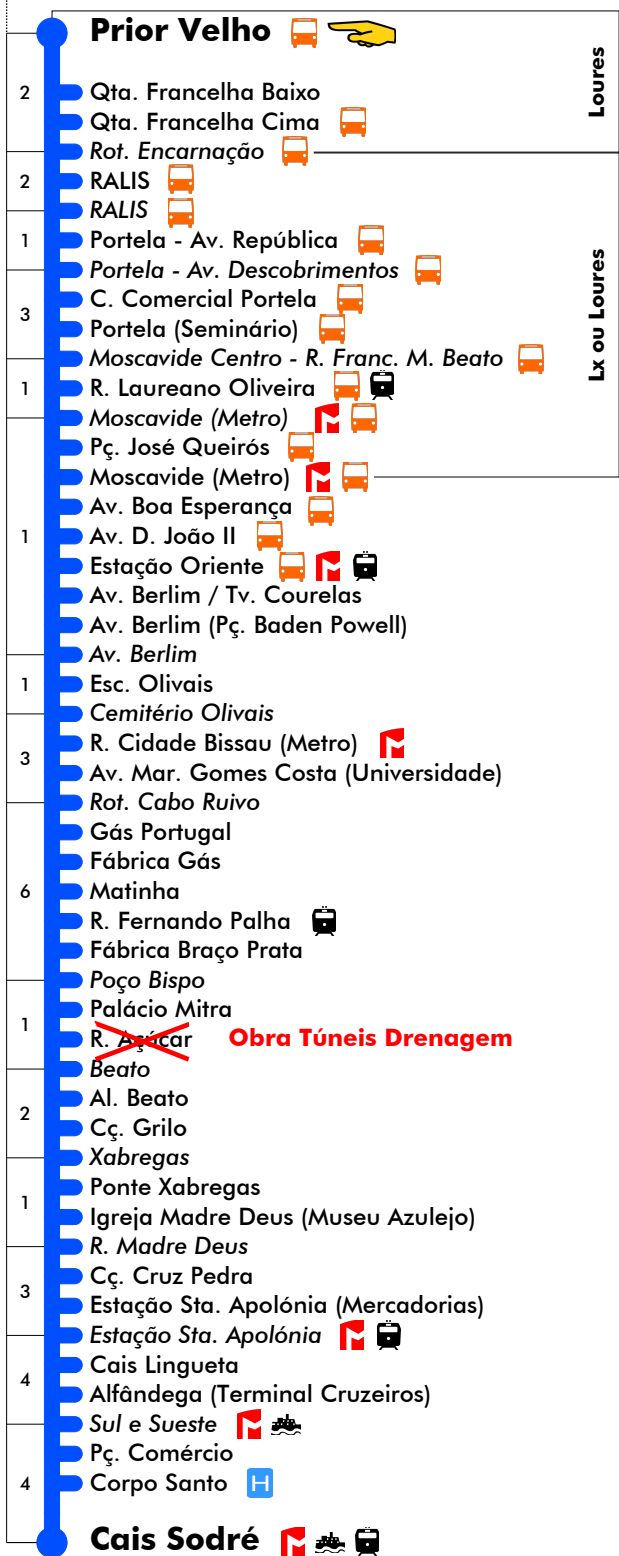 Prior Velho
2
Qta. Francelha Baixo
Qta. Francelha Cima
Loures
Rot. Encarnação
2
RALIS
RALIS
1
Portela - Av. República
Portela - Av. Descobrimentos
3
C. Comercial Portela
Portela (Seminário)
Lx ou Loures
Moscavide Centro - R. Franc. M. Beato
1
R. Laureano Oliveira
Moscavide (Metro)
Pç. José Queirós
Moscavide (Metro)
Av. Boa Esperança
1
Av. D. João II
Estação Oriente
Av. Berlim / Tv. Courelas
Av. Berlim (Pç. Baden Powell)
Av. Berlim
1
Esc. Olivais
Cemitério Olivais
3
R. Cidade Bissau (Metro)
Av. Mar. Gomes Costa (Universidade)
Rot. Cabo Ruivo
Gás Portugal
Fábrica Gás
6
Matinha
R. Fernando Palha
Fábrica Braço Prata
Poço Bispo
1
Palácio Mitra
R. Açúcar Obra Túneis Drenagem
Beato
2
Al. Beato
Cç. Grilo
Xabregas
1
Ponte Xabregas
Igreja Madre Deus (Museu Azulejo)
R. Madre Deus
3
Cç. Cruz Pedra
Estação Sta. Apolónia (Mercadorias)
Estação Sta. Apolónia
4
Cais Lingueta
Alfândega (Terminal Cruzeiros)
Sul e Sueste
Pç. Comércio
4
Corpo Santo H
Cais Sodré